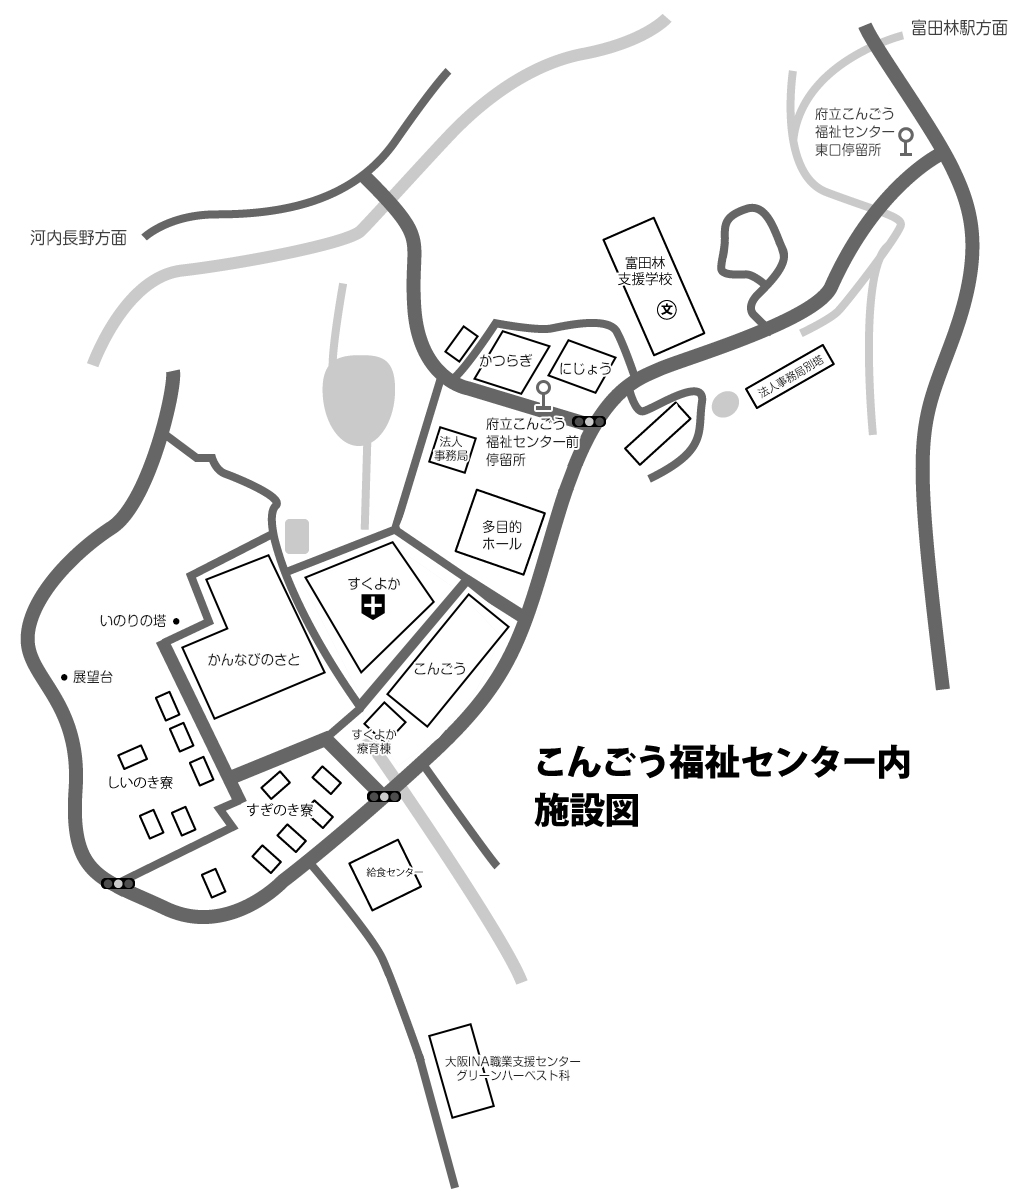 富田林駅方面
府立こんごう
福祉センター
東口停留所
河内長野方面
富田林
支援学校
文
かつらぎ
にじょう
法人事務局別塔
府立こんごう
福祉センター前
停留所
法人
事務局
多目的
ホール
すくよか
いのりの塔
かんなびのさと
こんごう
展望台
すくよか
療育棟
しいのき寮
すぎのき寮
こんごう福祉センター内
施設図
給食センター
大阪INA職業支援センター
グリーンハーベスト科